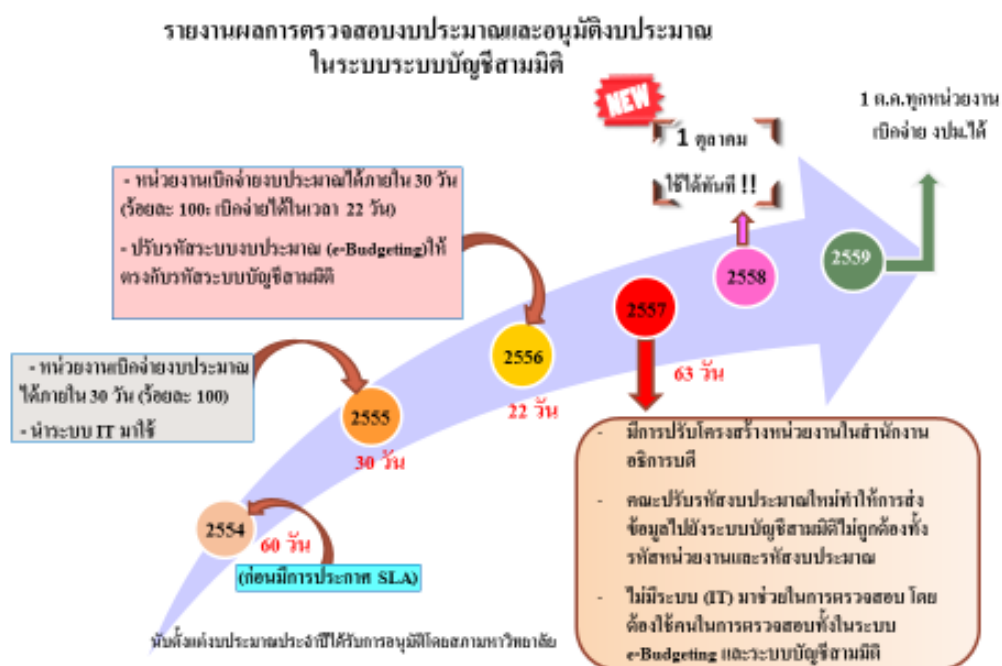 รายงานผลการตรวจสอบงบประมาณและอนุมัติงบประมาณ
ในระบบระบบบัญชีสามมิติ
NEW
1 ตุลาคม
ใช้ได้ทันที !!
1 ต.ค.ทุกหน่วยงาน
เบิกจ่าย งปม.ได้
- หน่วยงานเบิกจ่ายงบประมาณได้ภายใน 30 วัน
(ร้อยละ 100: เบิกจ่ายได้ในเวลา 22 วัน)
- ปรับรหัสระบบงบประมาณ (e-Budgeting)ให้
ตรงกับรหัสระบบบัญชีสามมิติ
2559
2558
2557
63 วัน
2556
22 วัน
- หน่วยงานเบิกจ่ายงบประมาณ
ได้ภายใน 30 วัน (ร้อยละ 100)
- นำระบบ IT มาใช้
2555
30 วัน
2554
60 วัน
(ก่อนมีการประกาศ SLA)
- มีการปรับโครงสร้างหน่วยงานในสำนักงาน
อธิการบดี
- คณะปรับรหัสงบประมาณใหม่ทำให้การส่ง
ข้อมูลไปยังระบบบัญชีสามมิติไม่ถูกต้องทั้ง
รหัสหน่วยงานและรหัสงบประมาณ
- ไม่มีระบบ (IT) มาช่วยในการตรวจสอบ โดย
ต้องใช้คนในการตรวจสอบทั้งในระบบ
e-Budgeting และระบบบัญชีสามมิติ
นับตั้งแต่งบประมาณประจำปีได้รับการอนุมัติโดยสภามหาวิทยาลัย